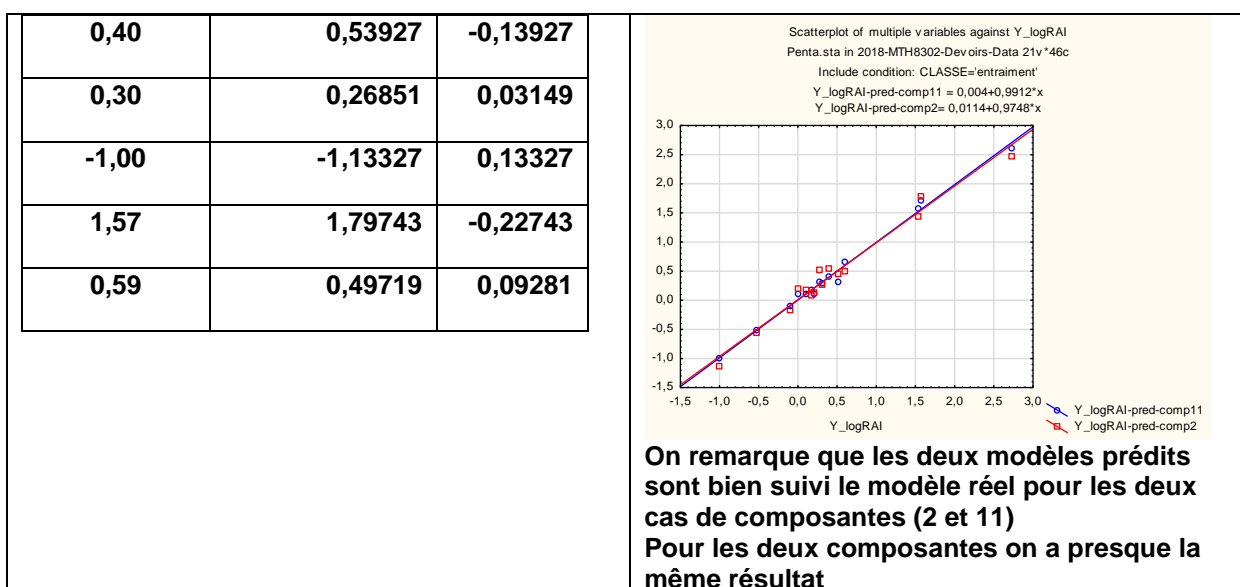 0,40 0,53927 -0,13927
0,30 0,26851 0,03149
-1,00 -1,13327 0,13327
1,57 1,79743 -0,22743
0,59 0,49719 0,09281
Scatterplot of multiple variables against Y_logRAI
Penta.sta in 2018-MTH8302-Devoirs-Data 21v*46c
Include condition: CLASSE='entraiment'
Y_logRAI-pred-comp11 = 0,004+0,9912*x
Y_logRAI-pred-comp2= 0,0114+0,9748*x
3,0
2,5
2,0
1,5
1,0
0,5
0,0
-0,5
-1,0
-1,5
-1,5 -1,0 -0,5 0,0 0,5 1,0 1,5 2,0 2,5 3,0
Y_logRAI
Y_logRAI-pred-comp11
Y_logRAI-pred-comp2
On remarque que les deux modèles prédits
sont bien suivi le modèle réel pour les deux
cas de composantes (2 et 11)
Pour les deux composantes on a presque la
même résultat